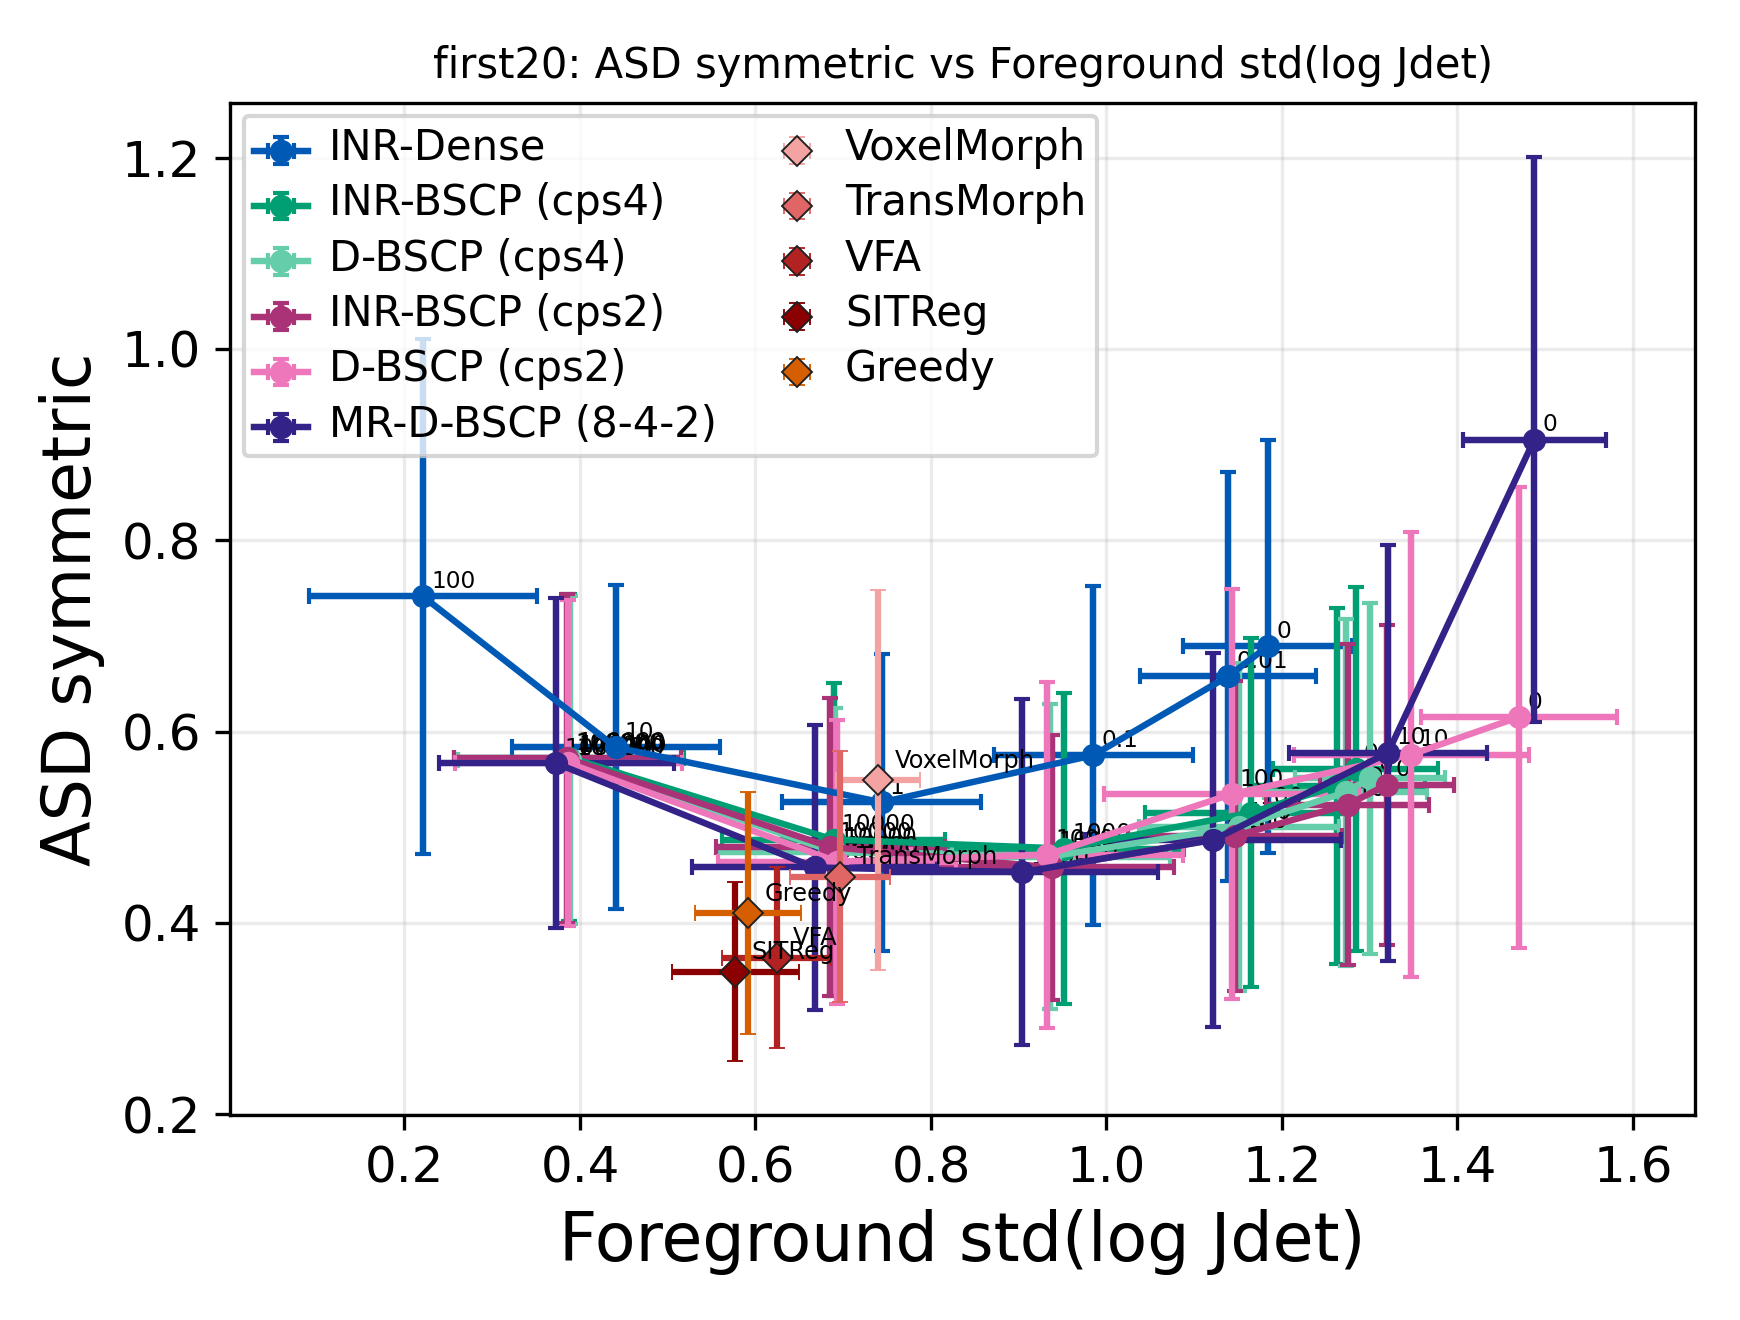 first20: ASD symmetric vs Foreground std(log Jdet)
INR-Dense
INR-BSCP (cps4)
D-BSCP (cps4)
INR-BSCP (cps2)
D-BSCP (cps2)
MR-D-BSCP (8-4-2)
VoxelMorph
TransMorph
VFA
SITReg
Greedy
ASD symmetric
1.2
1.0
0.8
0.6
0.4
0.2
0
100
0
0.01
0
10
0.1
10
10
VoxelMorph
1
100
10000
TransMorph
Greedy
VFA
SITReg
0.2
0.4
0.6
0.8
1.0
1.2
1.4
1.6
Foreground std(log Jdet)